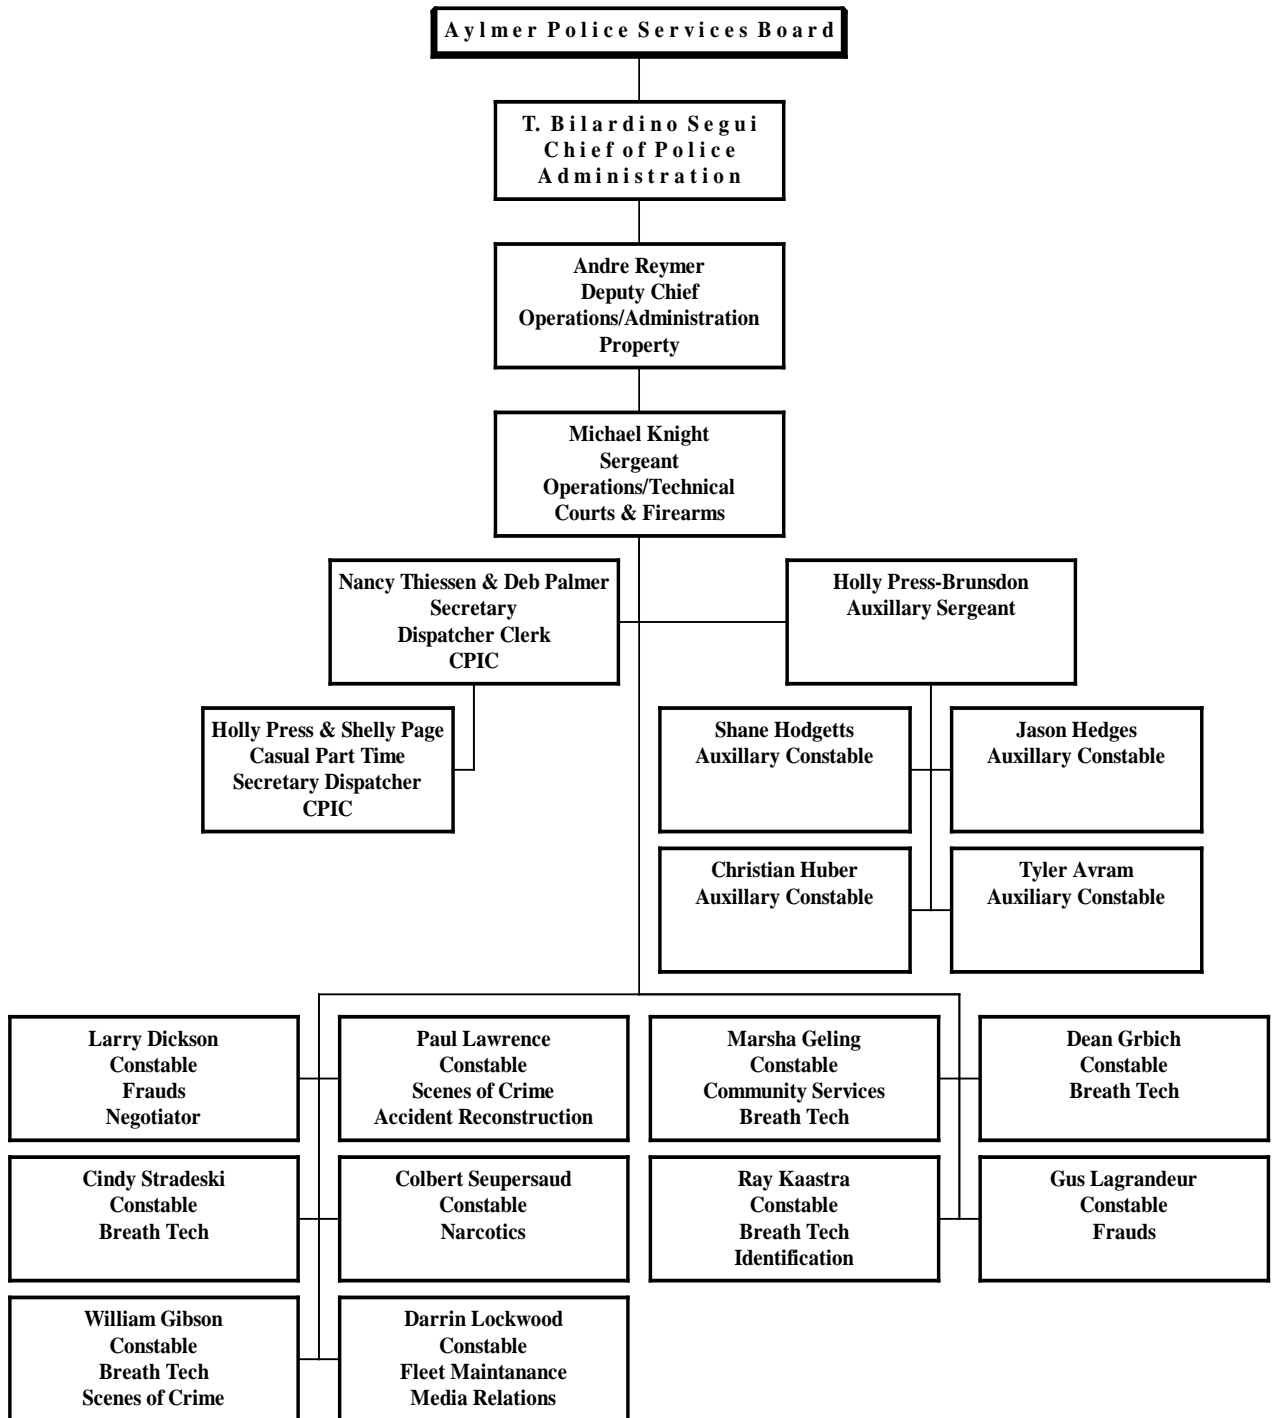 Aylmer Police Services Board
T. Bilardino Segui
Chief of Police
Administration
Andre Reymer
Deputy Chief
Operations/Administration
Property
Michael Knight
Sergeant
Operations/Technical
Courts & Firearms
Nancy Thiessen & Deb Palmer
Secretary
Dispatcher Clerk
CPIC
Holly Press-Brunsdon
Auxillary Sergeant
Holly Press & Shelly Page
Casual Part Time
Secretary Dispatcher
CPIC
Shane Hodgetts
Auxillary Constable
Jason Hedges
Auxillary Constable
Christian Huber
Auxillary Constable
Tyler Avram
Auxiliary Constable
Larry Dickson
Constable
Frauds
Negotiator
Paul Lawrence
Constable
Scenes of Crime
Accident Reconstruction
Marsha Geling
Constable
Community Services
Breath Tech
Dean Grbich
Constable
Breath Tech
Cindy Stradeski
Constable
Breath Tech
Colbert Seupersaud
Constable
Narcotics
Ray Kaastra
Constable
Breath Tech
Identification
Gus Lagrandeur
Constable
Frauds
William Gibson
Constable
Breath Tech
Scenes of Crime
Darrin Lockwood
Constable
Fleet Maintanance
Media Relations